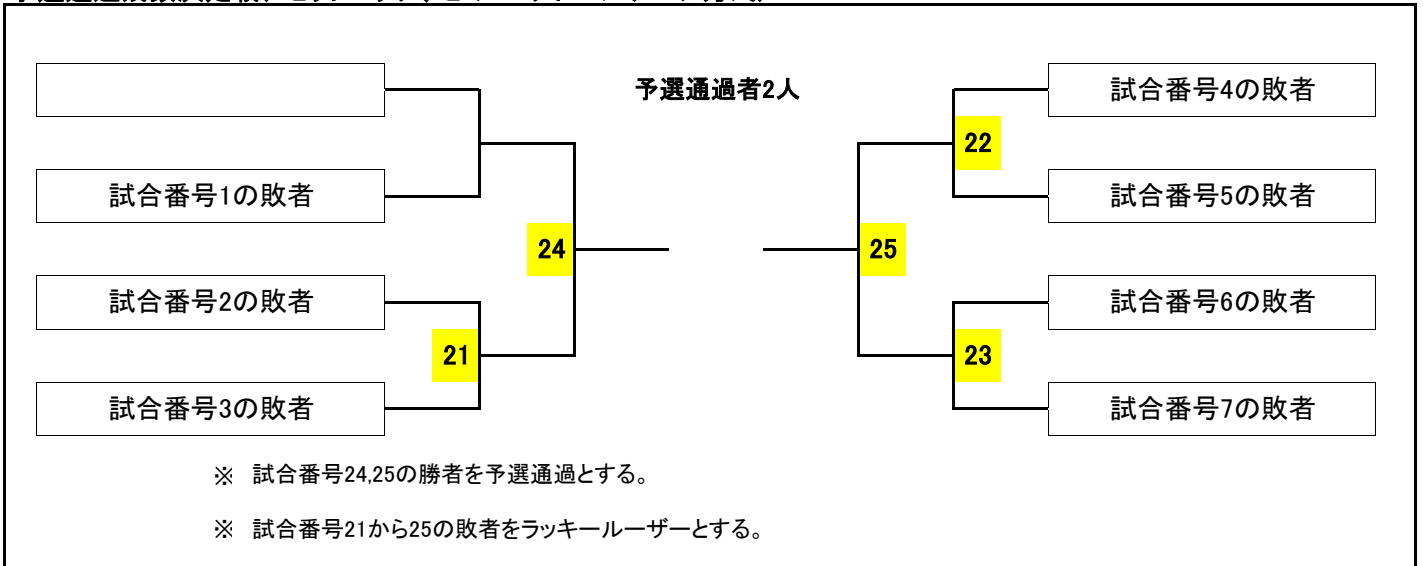 予選通過者2人
試合番号1の敗者
試合番号2の敗者
試合番号3の敗者
21
24
試合番号4の敗者
22
試合番号5の敗者
25
試合番号6の敗者
23
試合番号7の敗者
※ 試合番号24,25の勝者を予選通過とする。
※ 試合番号21から25の敗者をラッキールーザーとする。